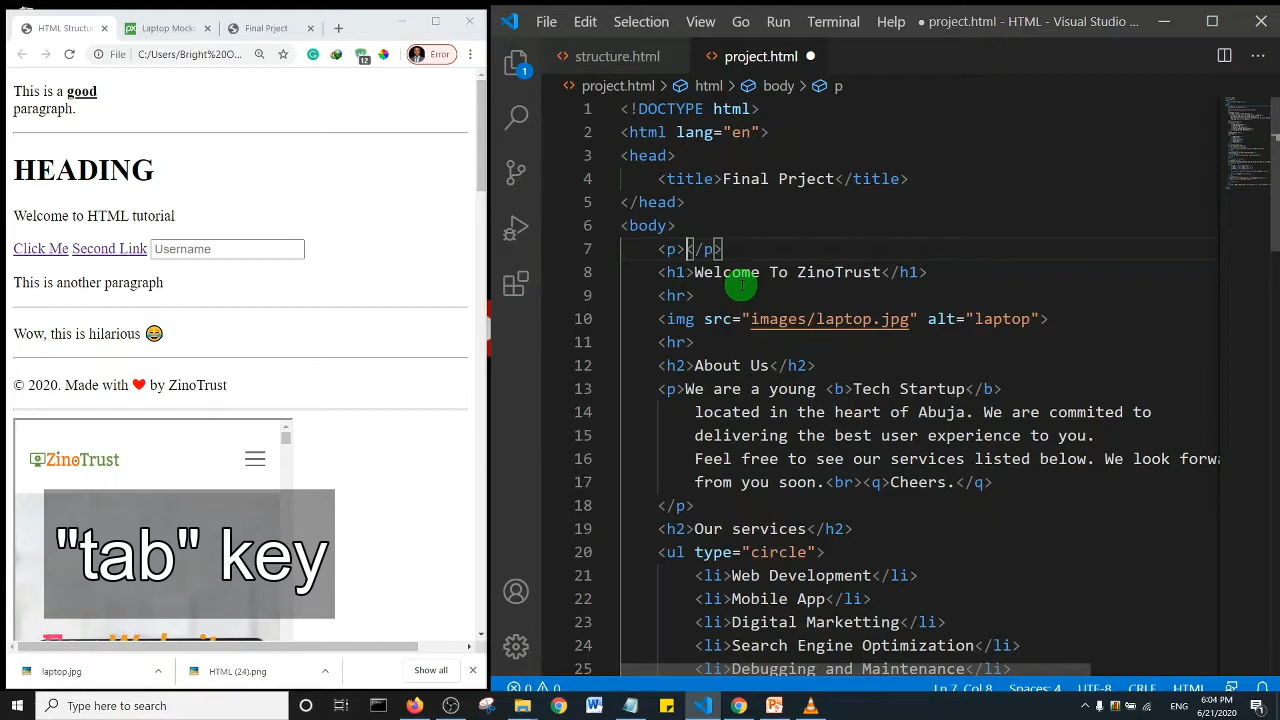 HTML Structur
Laptop Mock
Final Prject
File
C:/Users/Bright%20O...
12
Error
This is a good
paragraph.
HEADING
Welcome to HTML tutorial
Click Me Second Link Username
This is another paragraph
Wow, this is hilarious 😂
© 2020. Made with ❤ by ZinoTrust
ZinoTrust
"tab" key
laptop.jpg
HTML (24).png
Show all
File Edit Selection View Go Run Terminal Help ● project.html - HTML - Visual Studio ...
1
structure.html
project.html
project.html html body p
1 <!DOCTYPE html>
2 <html lang="en">
3 <head>
4 <title>Final Prject</title>
5 </head>
6 <body>
7 <p></p>
8 <h1>Welcome To ZinoTrust</h1>
9 <hr>
10 <img src="images/laptop.jpg" alt="laptop">
11 <hr>
12 <h2>About Us</h2>
13 <p>We are a young <b>Tech Startup</b>
14 located in the heart of Abuja. We are commited to
15 delivering the best user experience to you.
16 Feel free to see our services listed below. We look forwa
17 from you soon.<br><q>Cheers.</q>
18 </p>
19 <h2>Our services</h2>
20 <ul type="circle">
21 <li>Web Development</li>
22 <li>Mobile App</li>
23 <li>Digital Marketting</li>
24 <li>Search Engine Optimization</li>
25 <li>Debugging and Maintenance</li>
0 0 Ln 7, Col 8 Spaces: 4 UTF-8 CRLF HTML
Type here to search
ENG
6:04 PM
6/21/2020